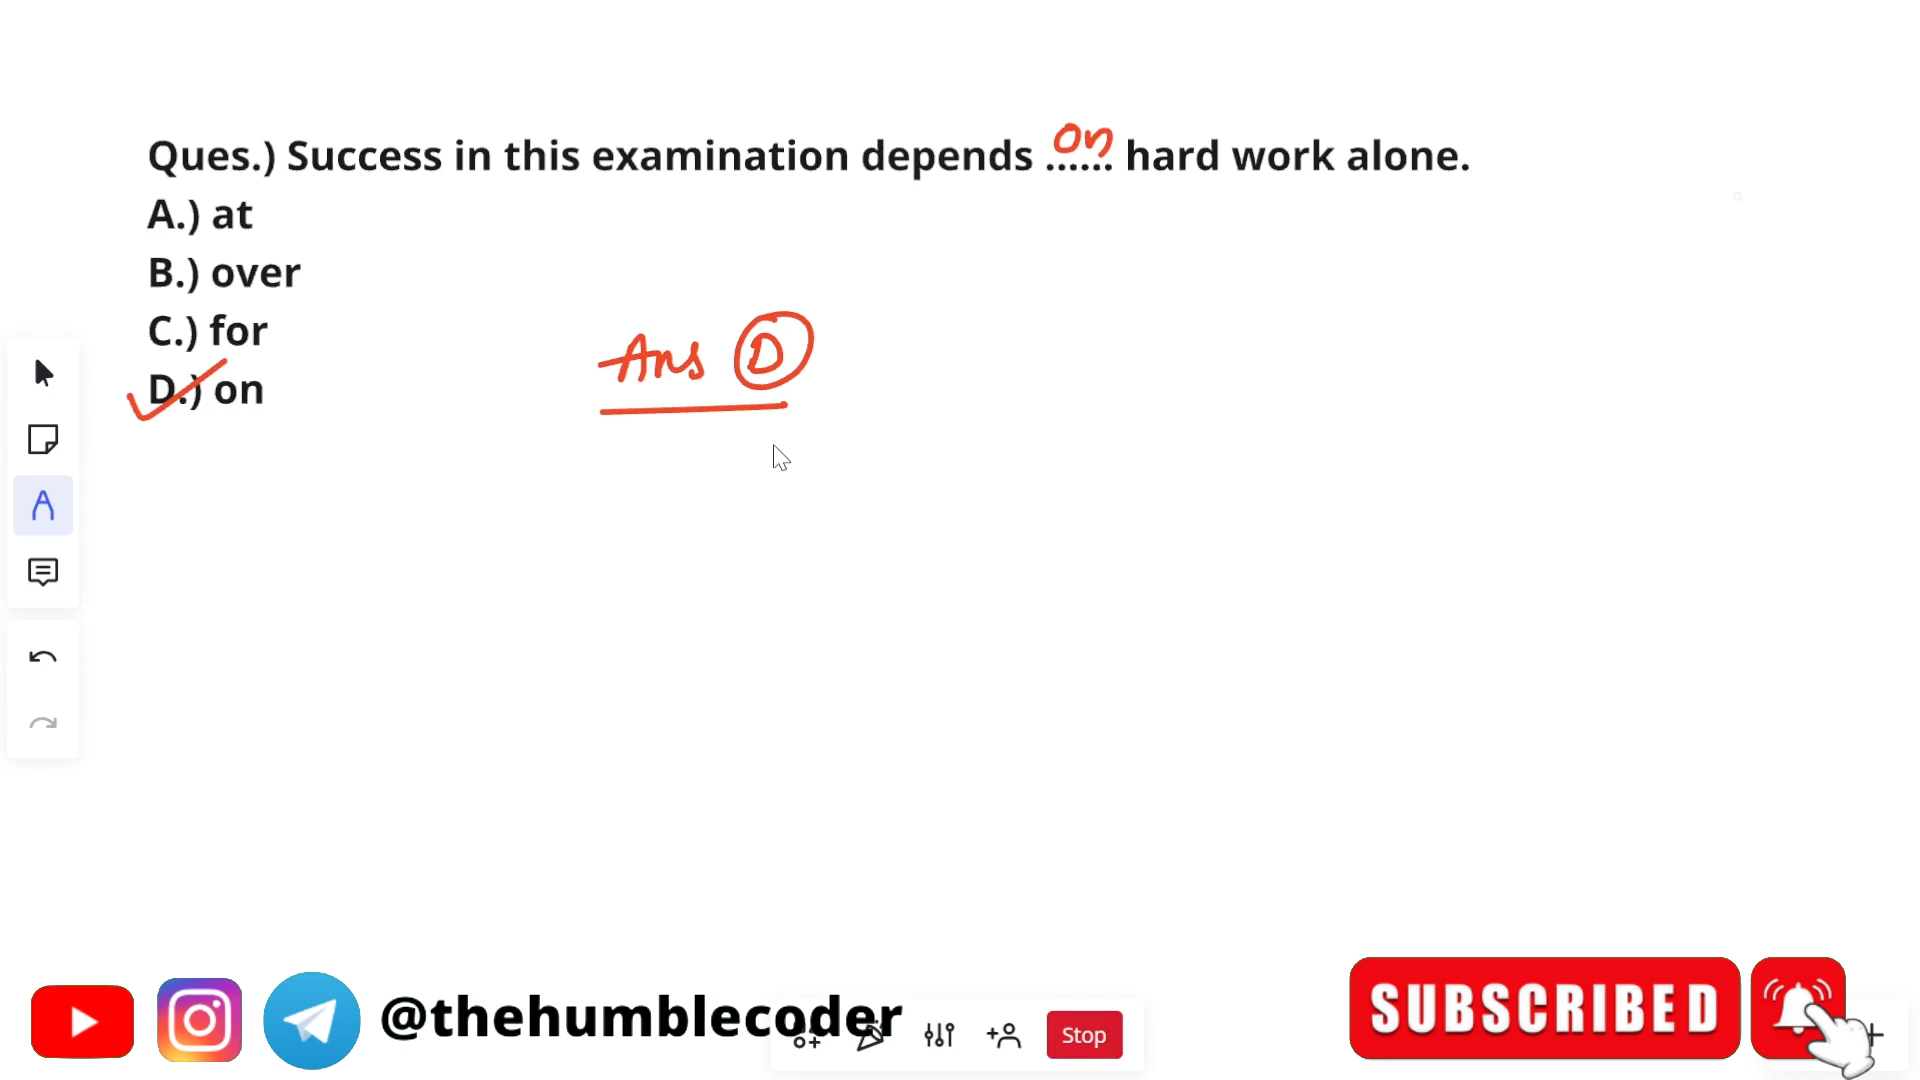 on
Ques.) Success in this examination depends ...... hard work alone.
A.) at
B.) over
C.) for
D.) on
Ans D
@thehumblecoder
Stop
SUBSCRIBED